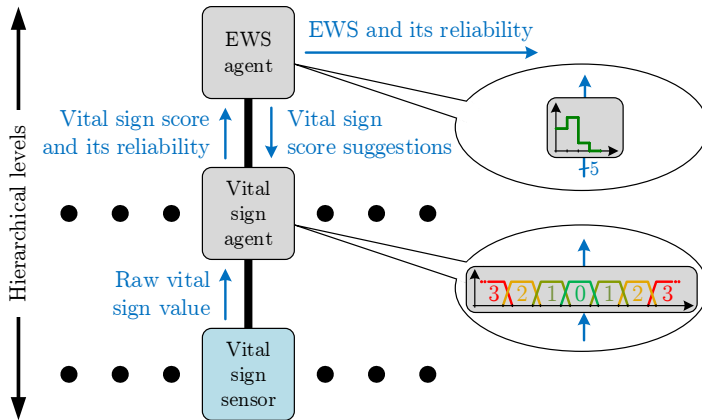 EWS and its reliability
EWS
agent
Vital sign score
and its reliability
Vital sign
score suggestions
5
Vital
sign
agent
Hierarchical levels
Raw vital
sign value
3 2 1 0 1 2 3
Vital
sign
sensor